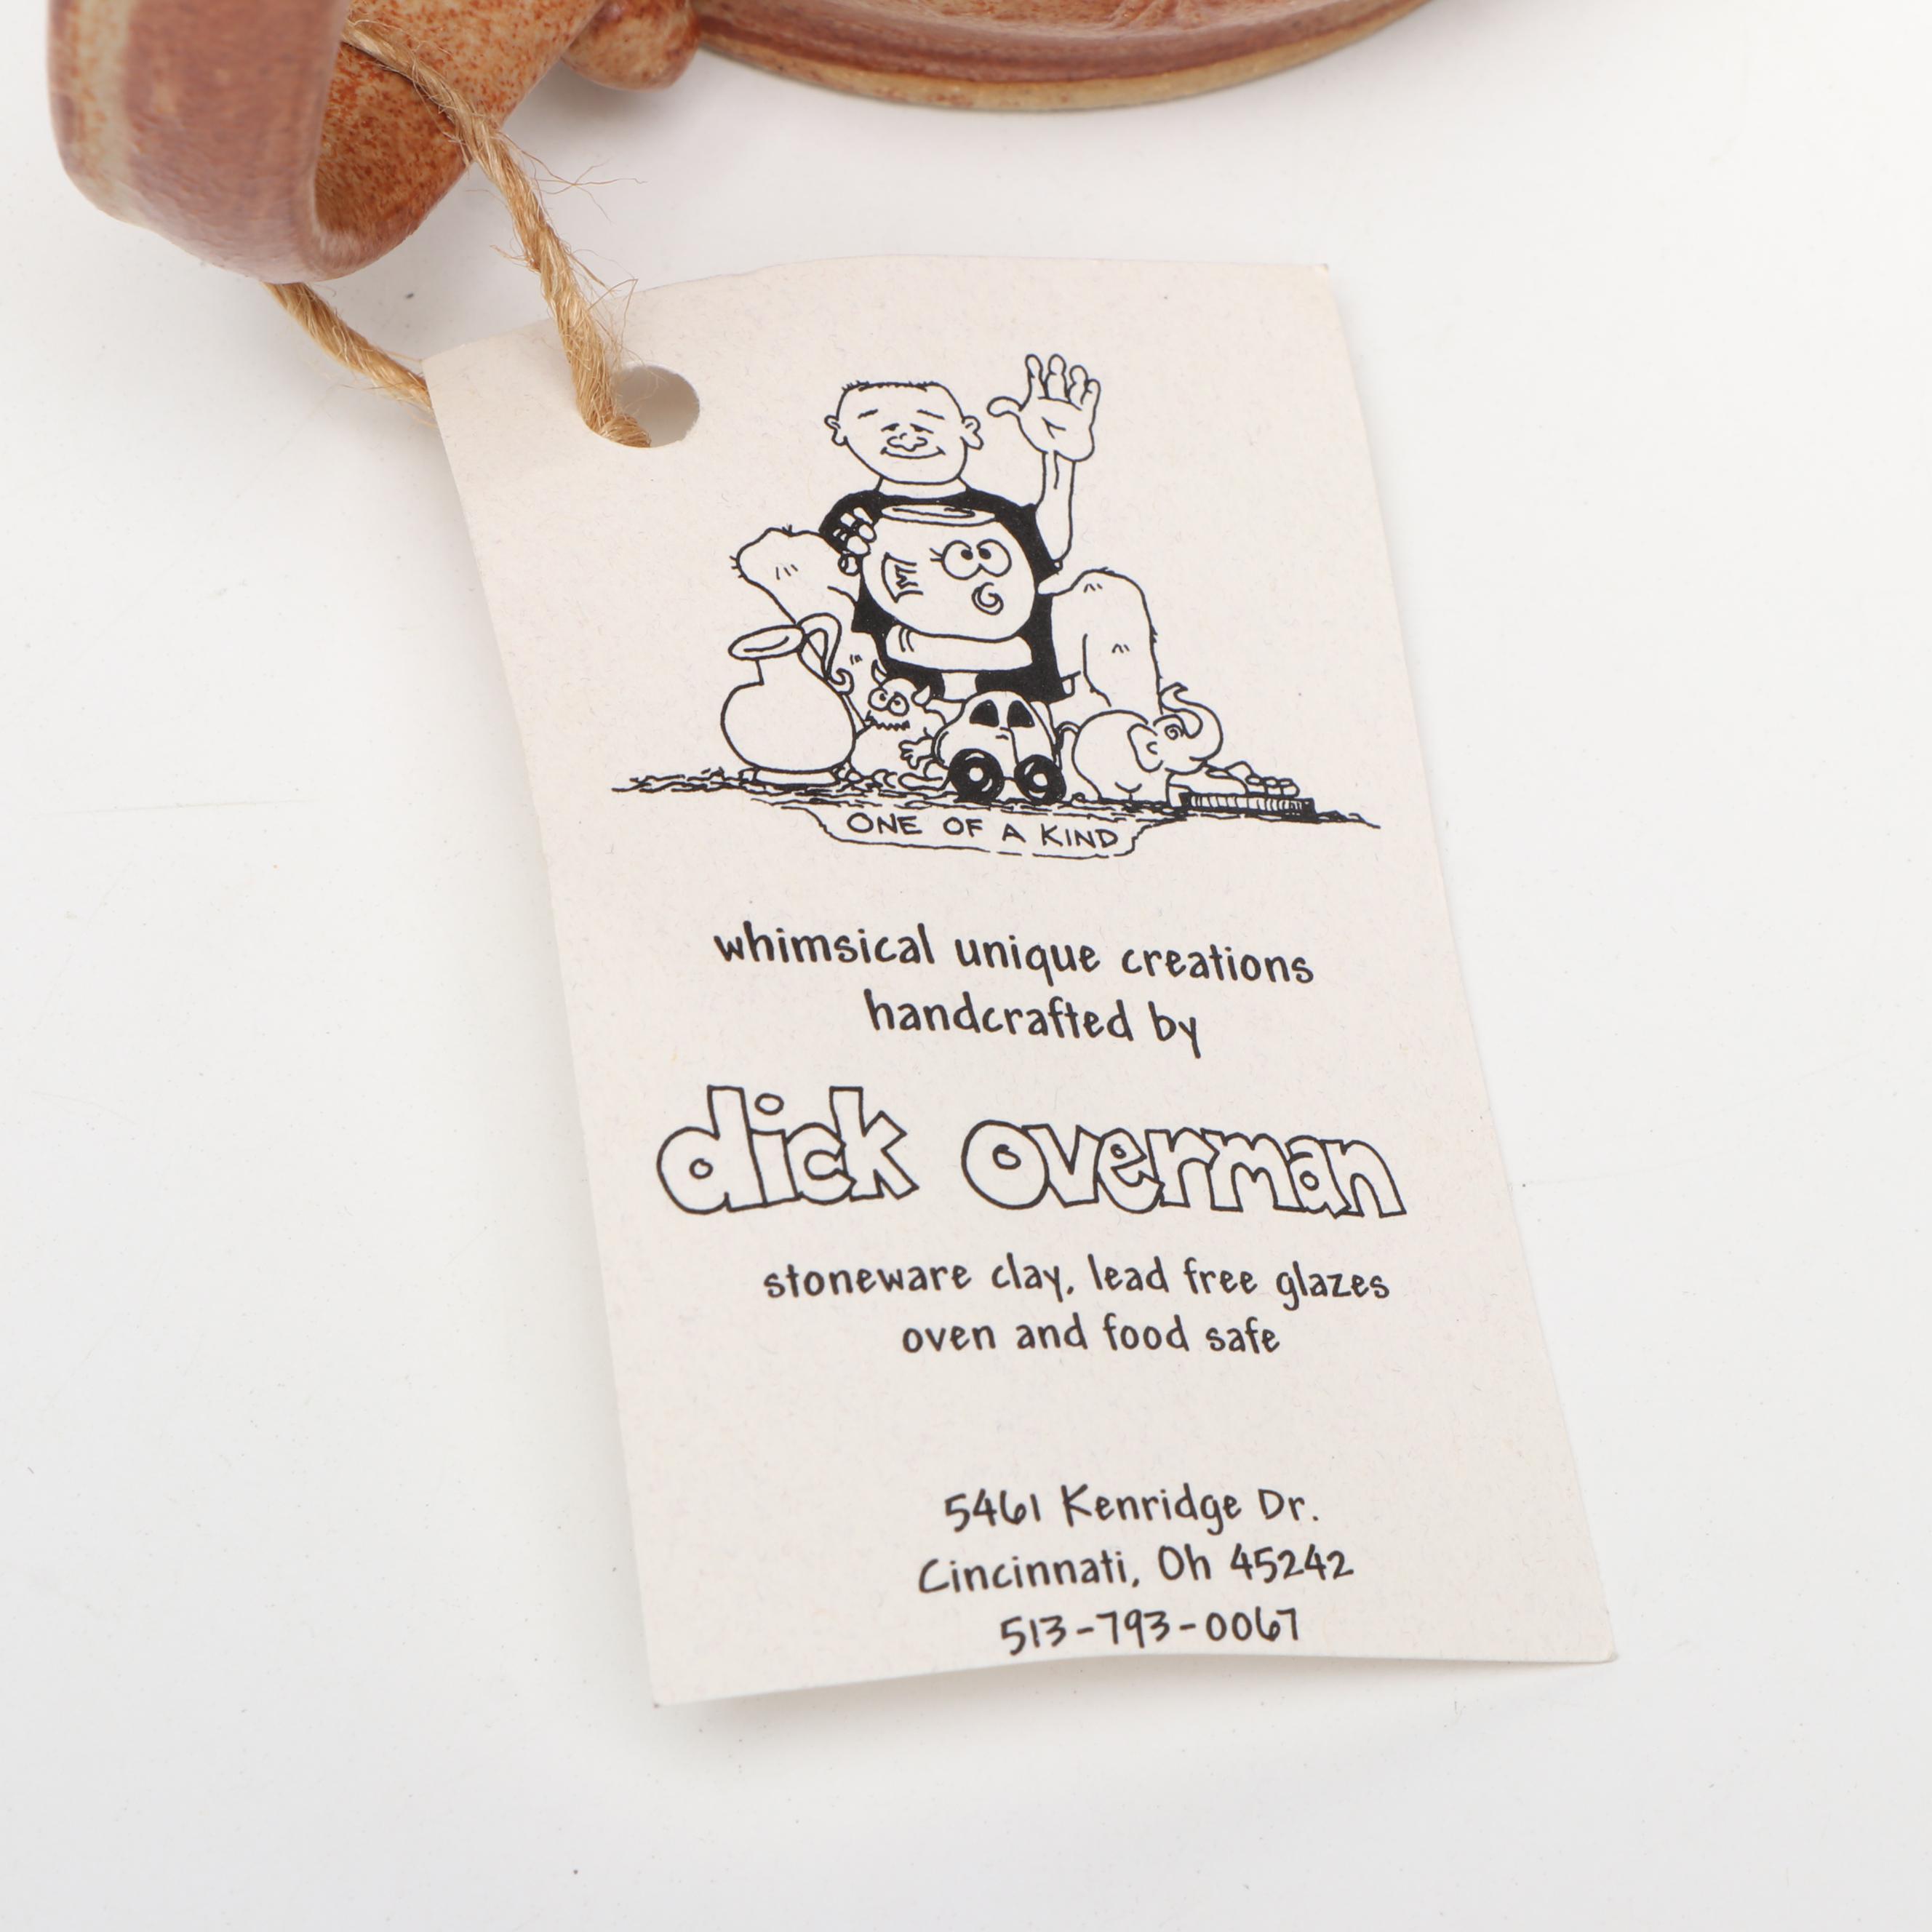 ONE OF A KIND
whimsical unique creations
handcrafted by
dick overman
stoneware clay, lead free glazes
oven and food safe
5461 Kenridge Dr.
Cincinnati, Oh 45242
513-793-0067